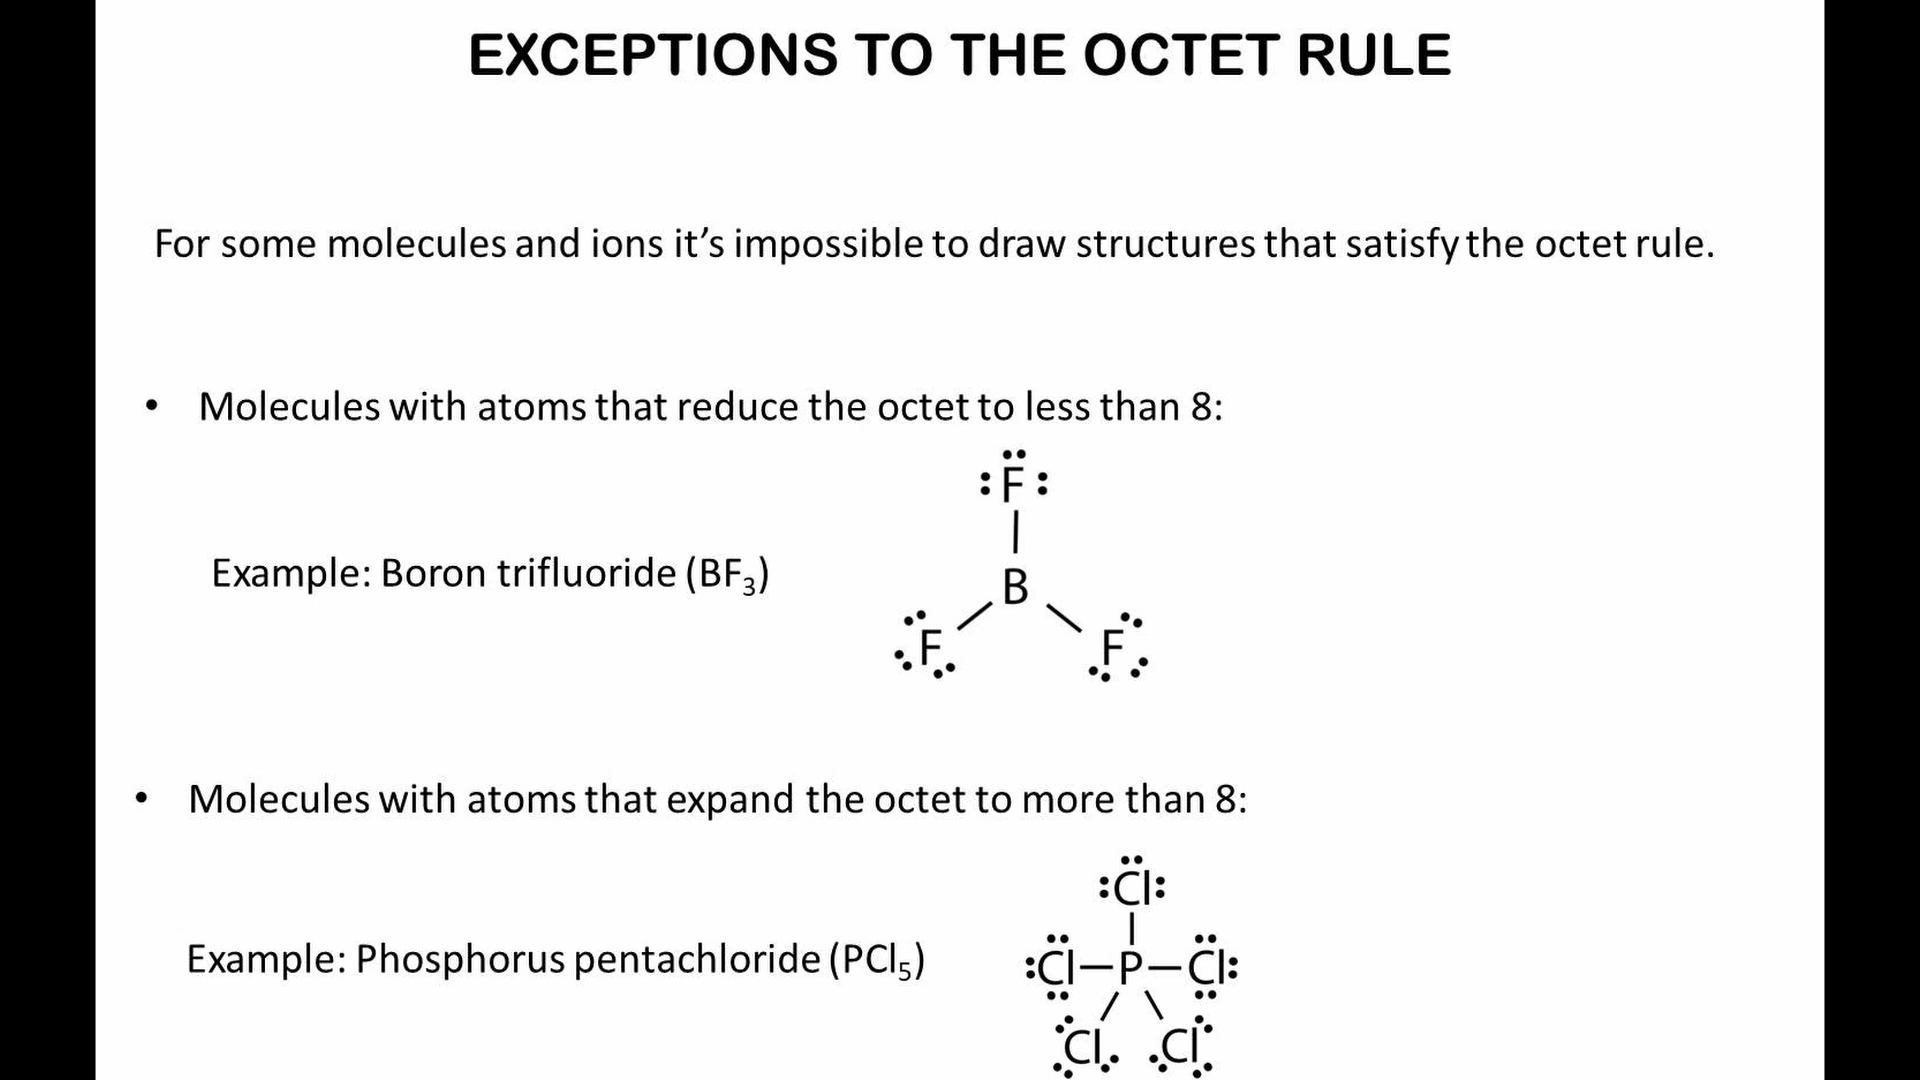 EXCEPTIONS TO THE OCTET RULE
For some molecules and ions it’s impossible to draw structures that satisfy the octet rule.
• Molecules with atoms that reduce the octet to less than 8:
F
Example: Boron trifluoride (BF₃)
B
F F
• Molecules with atoms that expand the octet to more than 8:
Cl
Example: Phosphorus pentachloride (PCl₅)
Cl—P—Cl
Cl Cl